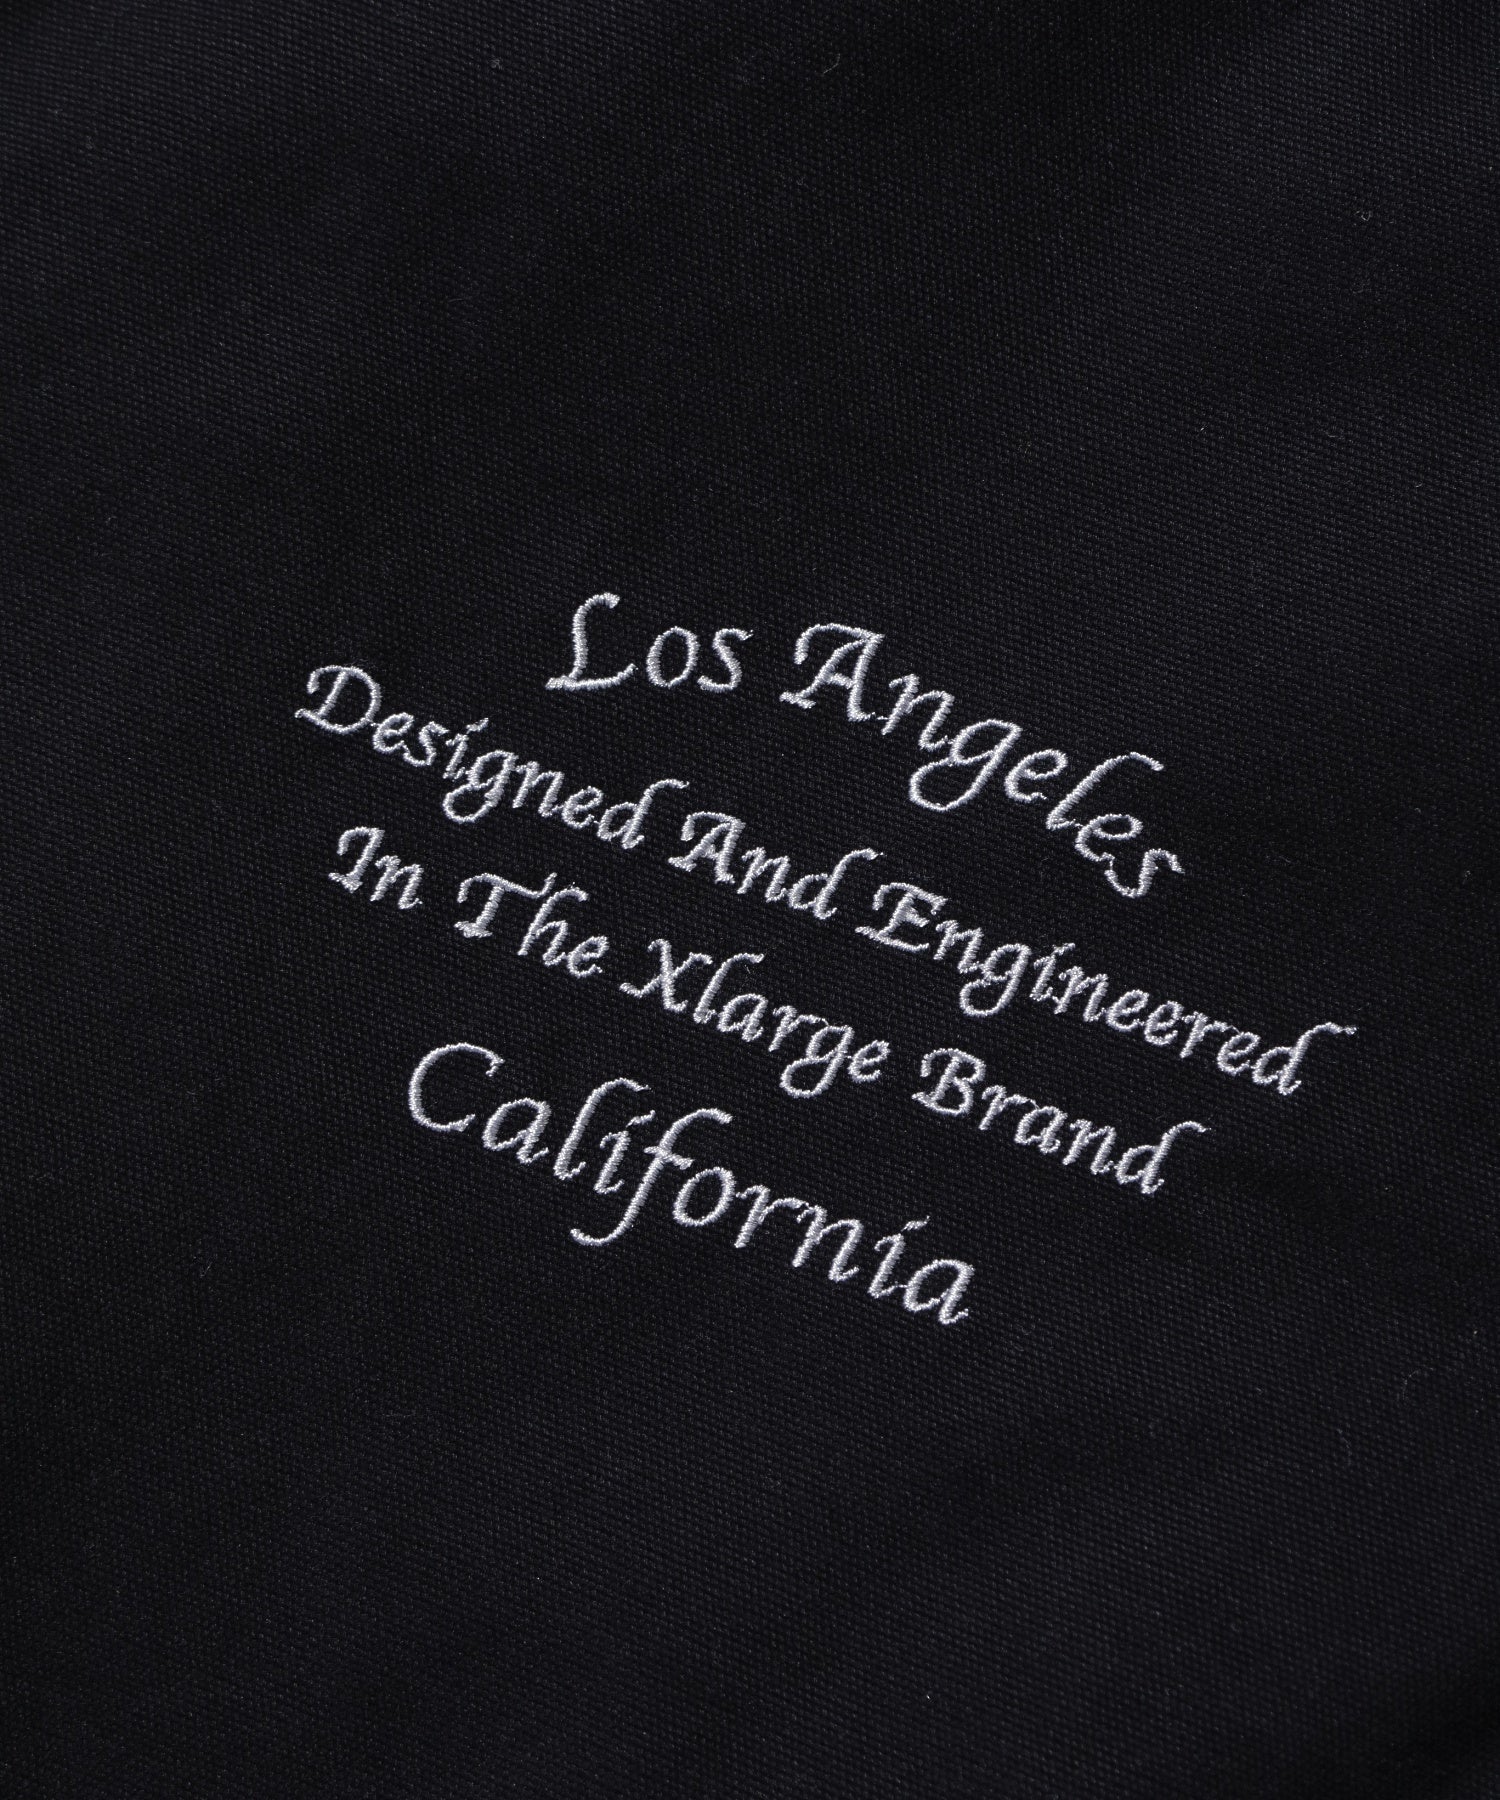 Los Angeles
Designed And Engineered
In The Xlarge Brand
California